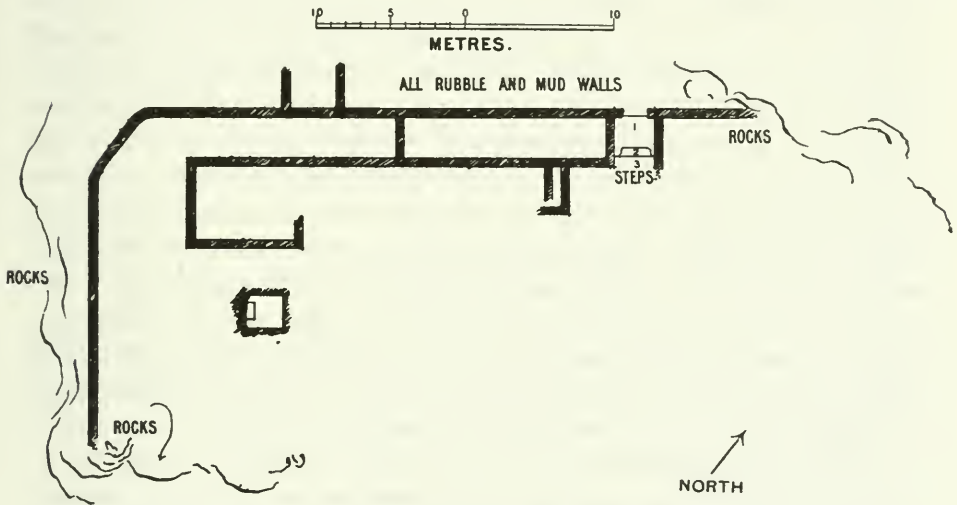 10 5 0 10
METRES.
ALL RUBBLE AND MUD WALLS
1
ROCKS
2
3
STEPS
ROCKS
ROCKS
NORTH